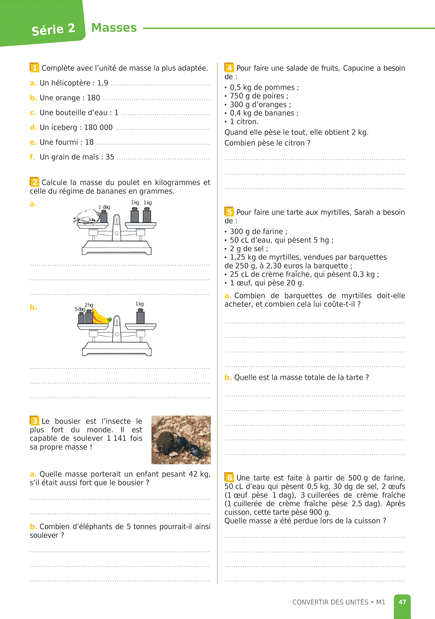 Série 2
Masses
1 Complète avec l'unité de masse la plus adaptée.
a. Un hélicoptère : 1,9
b. Une orange : 180
c. Une bouteille d'eau : 1
d. Un iceberg : 180 000
e. Une fourmi : 18
f. Un grain de maïs : 35
2 Calcule la masse du poulet en kilogrammes et
celle du régime de bananes en grammes.
a.
2 dag
1kg 1kg
b.
5dag
2hg
1kg
3 Le bousier est l'insecte le
plus fort du monde. Il est
capable de soulever 1 141 fois
sa propre masse !
a. Quelle masse porterait un enfant pesant 42 kg,
s'il était aussi fort que le bousier ?
b. Combien d'éléphants de 5 tonnes pourrait-il ainsi
soulever ?
4 Pour faire une salade de fruits, Capucine a besoin
de :
• 0,5 kg de pommes ;
• 750 g de poires ;
• 300 g d'oranges ;
• 0,4 kg de bananes ;
• 1 citron.
Quand elle pèse le tout, elle obtient 2 kg.
Combien pèse le citron ?
5 Pour faire une tarte aux myrtilles, Sarah a besoin
de :
• 300 g de farine ;
• 50 cL d'eau, qui pèsent 5 hg ;
• 2 g de sel ;
• 1,25 kg de myrtilles, vendues par barquettes
de 250 g, à 2,30 euros la barquette ;
• 25 cL de crème fraîche, qui pèsent 0,3 kg ;
• 1 œuf, qui pèse 20 g.
a. Combien de barquettes de myrtilles doit-elle
acheter, et combien cela lui coûte-t-il ?
b. Quelle est la masse totale de la tarte ?
6 Une tarte est faite à partir de 500 g de farine,
50 cL d'eau qui pèsent 0,5 kg, 30 dg de sel, 2 œufs
(1 œuf pèse 1 dag), 3 cuillerées de crème fraîche
(1 cuillerée de crème fraîche pèse 2,5 dag). Après
cuisson, cette tarte pèse 900 g.
Quelle masse a été perdue lors de la cuisson ?
CONVERTIR DES UNITÉS • M1
47